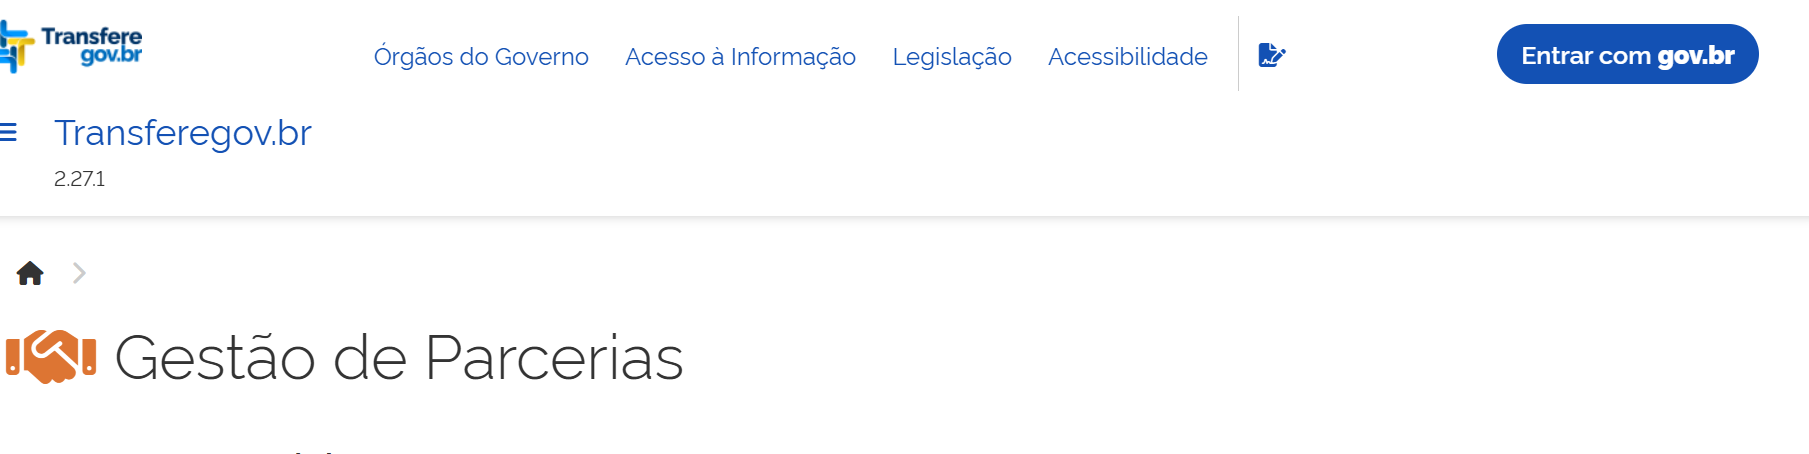 Transfere
gov.br
Órgãos do Governo
Acesso à Informação
Legislação
Acessibilidade
Entrar com gov.br
Transferegov.br
2.27.1
Gestão de Parcerias